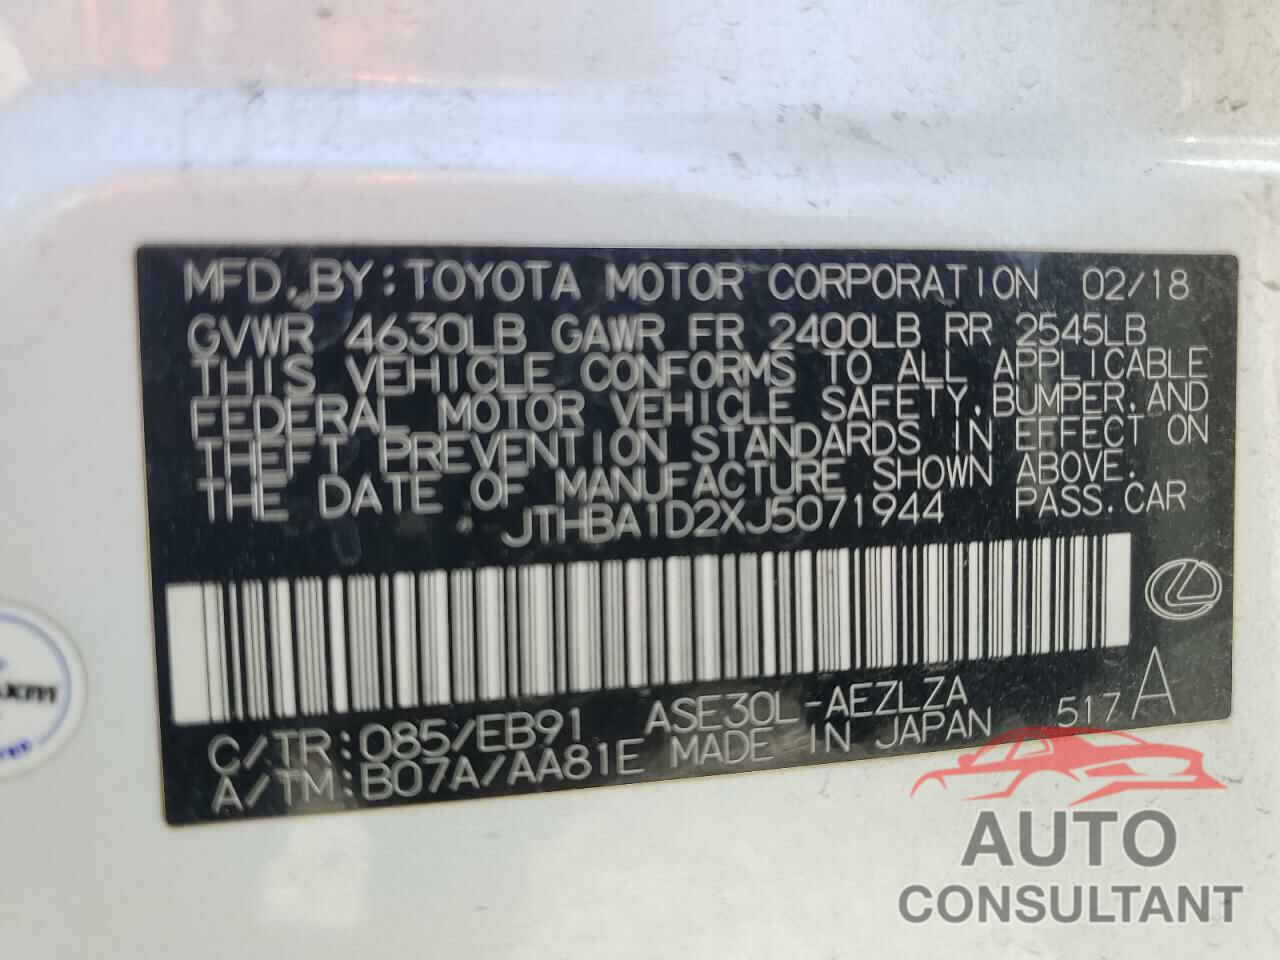 MFD. BY: TOYOTA MOTOR CORPORATION 02/18
GVWR 4630LB GAWR FR 2400LB RR 2545LB
THIS VEHICLE CONFORMS TO ALL APPLICABLE
FEDERAL MOTOR VEHICLE SAFETY, BUMPER, AND
THEFT PREVENTION STANDARDS IN EFFECT ON
THE DATE OF MANUFACTURE SHOWN ABOVE.
JTHBA1D2XJ5071944 PASS. CAR
C/TR: 085/EB91 ASE30L-AEZLZA 517 A
A/TM: B07A/AA81E MADE IN JAPAN
AUTO
CONSULTANT